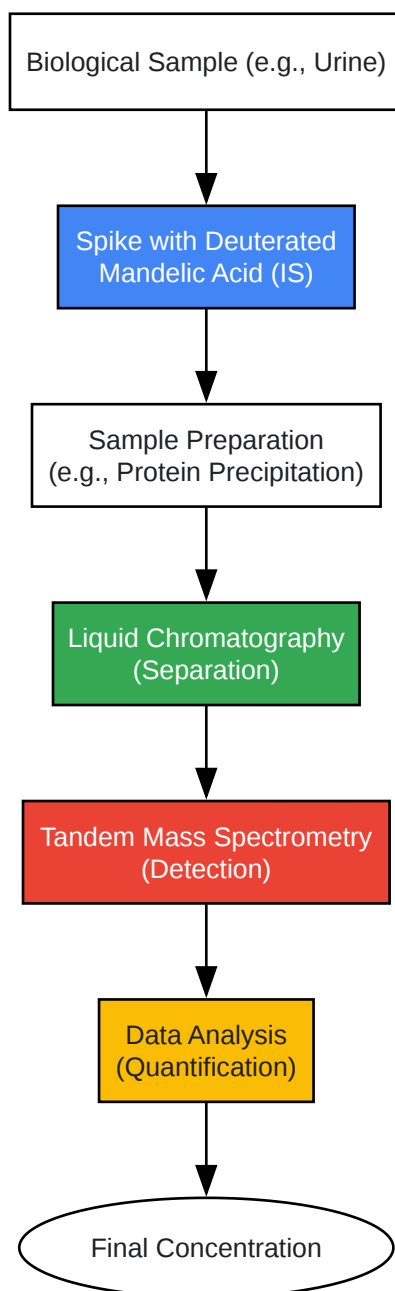 Biological Sample (e.g., Urine)
Spike with Deuterated
Mandelic Acid (IS)
Sample Preparation
(e.g., Protein Precipitation)
Liquid Chromatography
(Separation)
Tandem Mass Spectrometry
(Detection)
Data Analysis
(Quantification)
Final Concentration